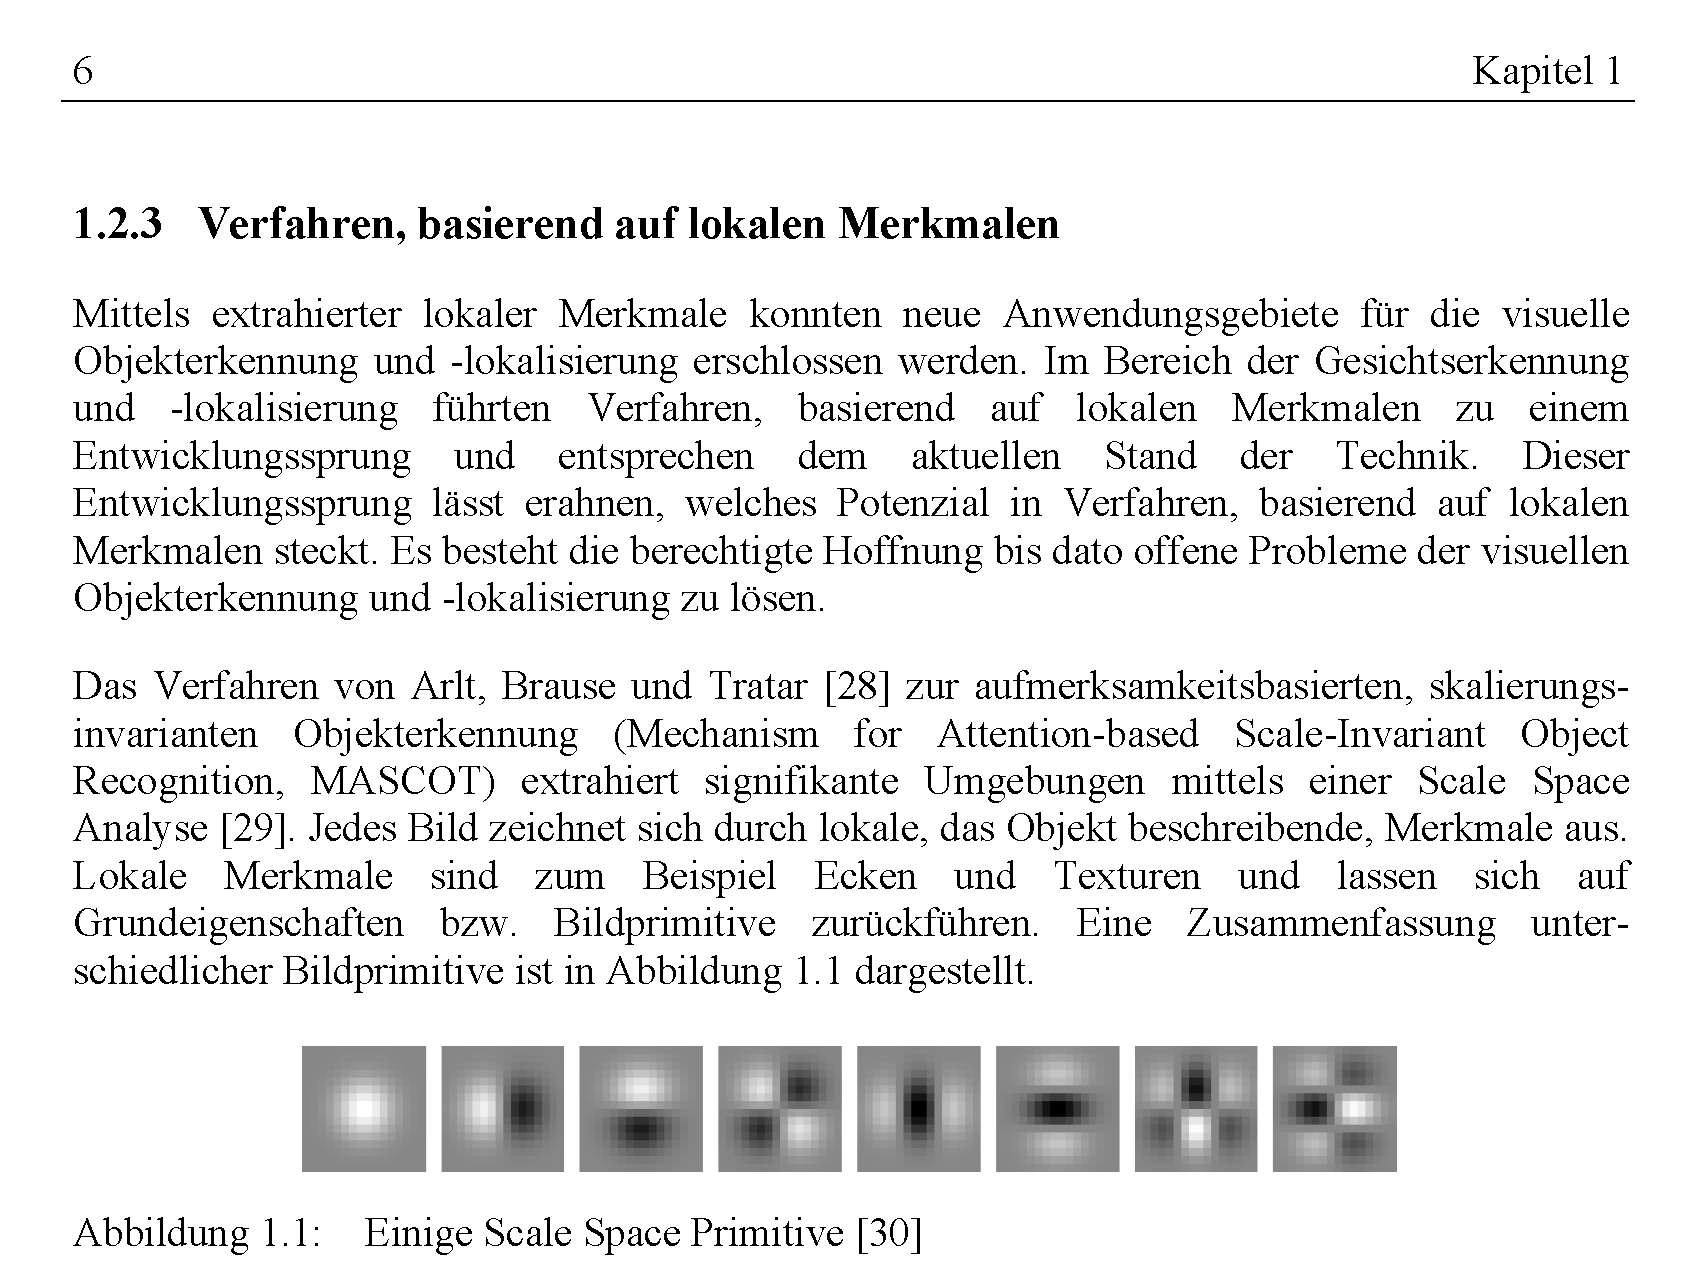 6 Kapitel 1
1.2.3 Verfahren, basierend auf lokalen Merkmalen
Mittels extrahierter lokaler Merkmale konnten neue Anwendungsgebiete für die visuelle
Objekterkennung und -lokalisierung erschlossen werden. Im Bereich der Gesichtserkennung
und -lokalisierung führten Verfahren, basierend auf lokalen Merkmalen zu einem
Entwicklungssprung und entsprechen dem aktuellen Stand der Technik. Dieser
Entwicklungssprung lässt erahnen, welches Potenzial in Verfahren, basierend auf lokalen
Merkmalen steckt. Es besteht die berechtigte Hoffnung bis dato offene Probleme der visuellen
Objekterkennung und -lokalisierung zu lösen.
Das Verfahren von Arlt, Brause und Tratar [28] zur aufmerksamkeitsbasierten, skalierungs-
invarianten Objekterkennung (Mechanism for Attention-based Scale-Invariant Object
Recognition, MASCOT) extrahiert signifikante Umgebungen mittels einer Scale Space
Analyse [29]. Jedes Bild zeichnet sich durch lokale, das Objekt beschreibende, Merkmale aus.
Lokale Merkmale sind zum Beispiel Ecken und Texturen und lassen sich auf
Grundeigenschaften bzw. Bildprimitive zurückführen. Eine Zusammenfassung unter-
schiedlicher Bildprimitive ist in Abbildung 1.1 dargestellt.
Abbildung 1.1: Einige Scale Space Primitive [30]